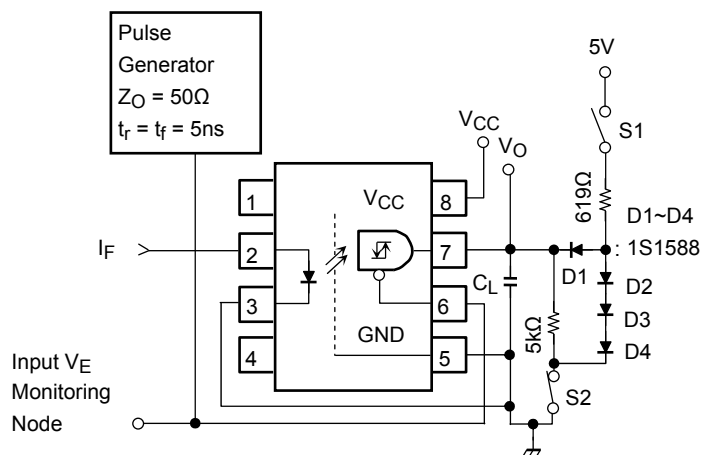 Pulse
Generator
ZO = 50Ω
tr = tf = 5ns
5V
S1
VCC
VO
619Ω
D1~D4
: 1S1588
1
VCC
8
IF
2
7
D1
D2
CL
3
6
5kΩ
D3
GND
4
5
D4
Input VE
Monitoring
Node
S2